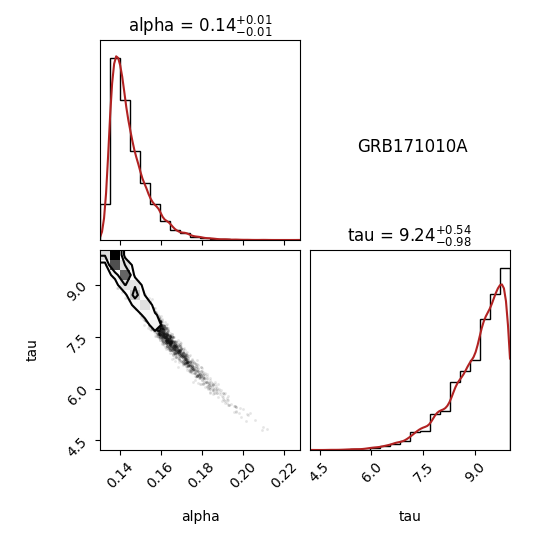 alpha = 0.14+0.01−0.01
GRB171010A
tau = 9.24+0.54−0.98
9.0
7.5
6.0
4.5
tau
0.14 0.16 0.18 0.20 0.22
alpha
4.5 6.0 7.5 9.0
tau